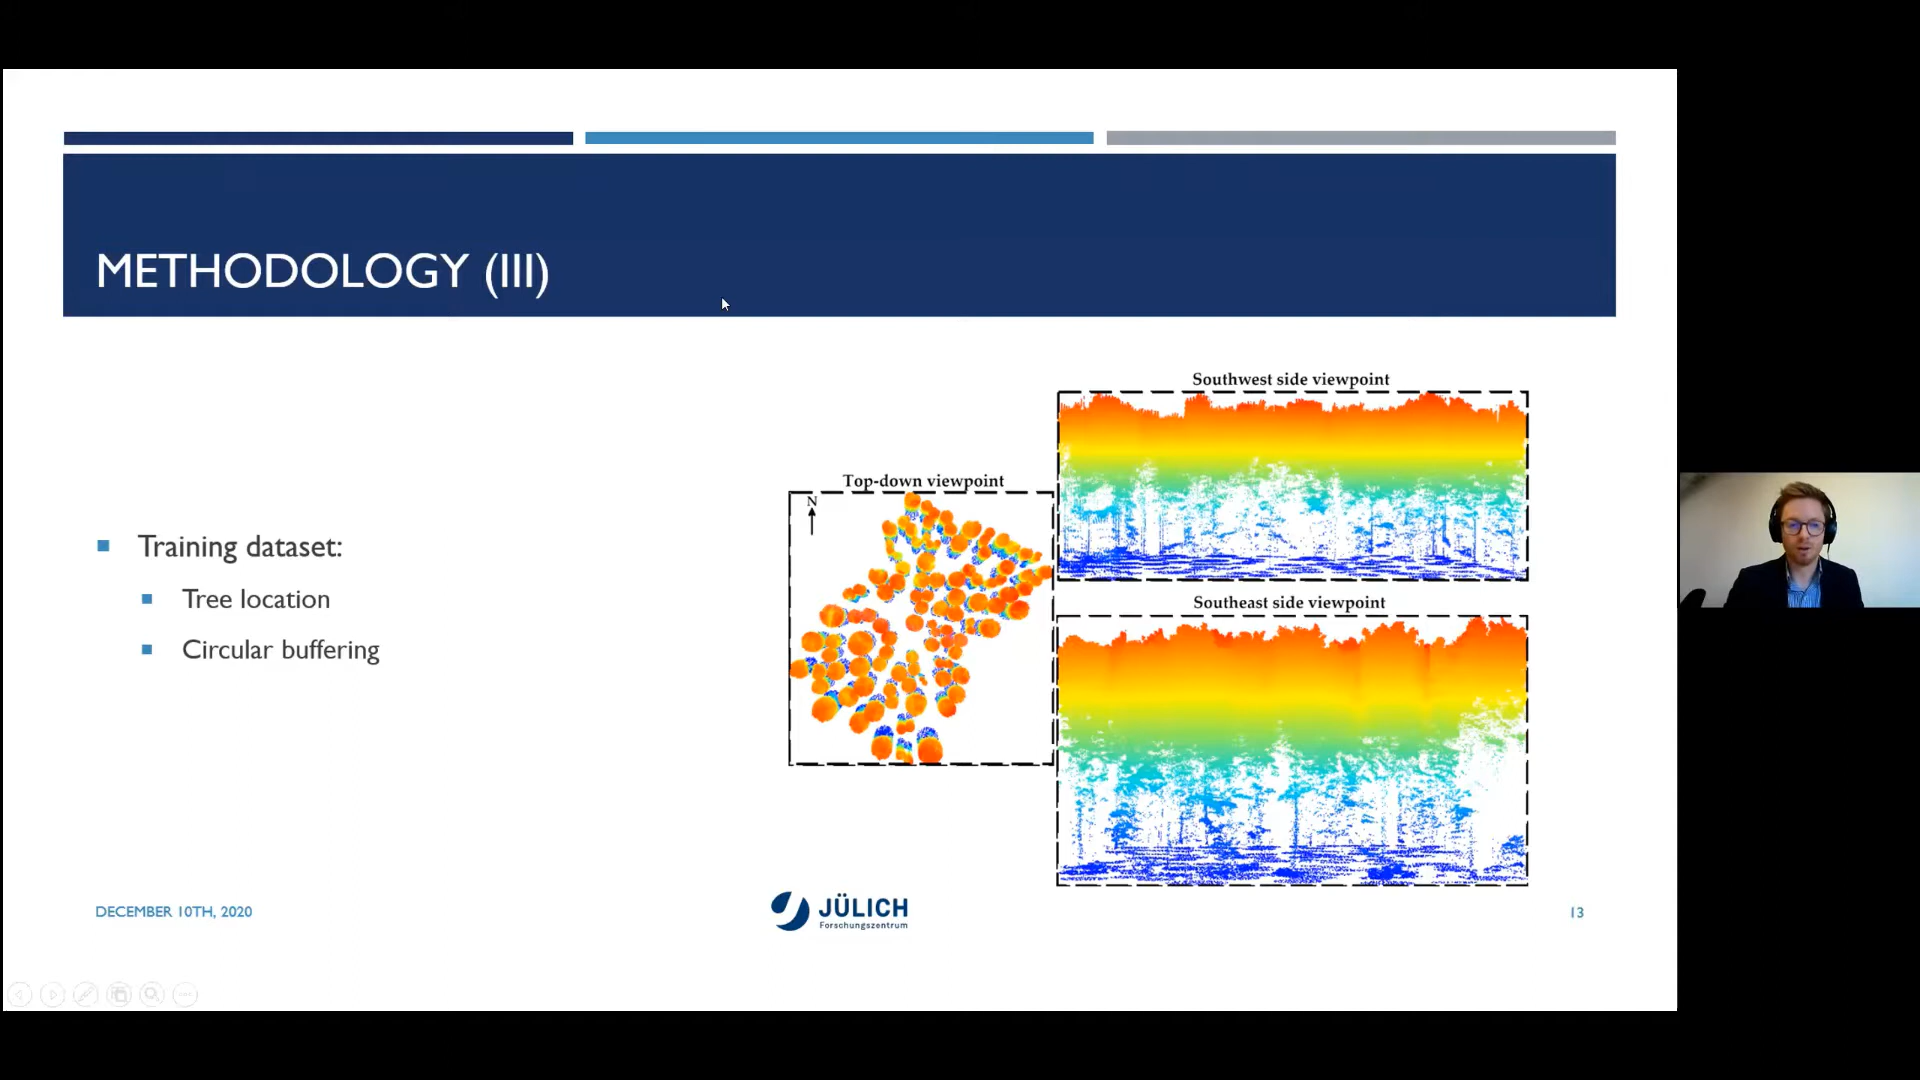 METHODOLOGY (III)
Training dataset:
Tree location
Circular buffering
Top-down viewpoint
N
Southwest side viewpoint
Southeast side viewpoint
DECEMBER 10TH, 2020
JÜLICH
Forschungszentrum
13